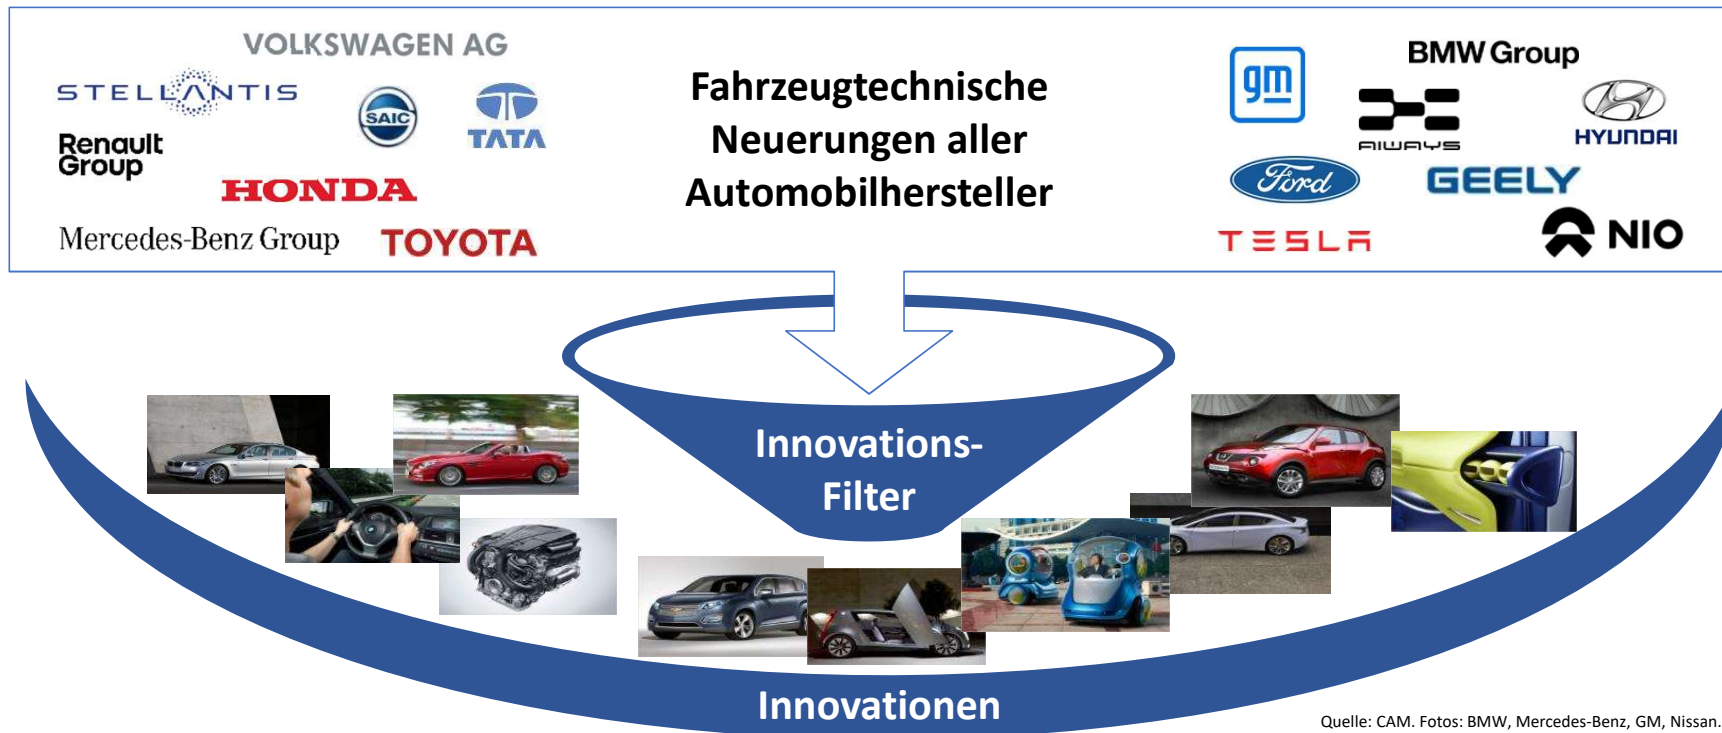 VOLKSWAGEN AG
STELLANTIS
SAIC
TATA
Renault
Group
HONDA
Mercedes-Benz Group
TOYOTA
Fahrzeugtechnische
Neuerungen aller
Automobilhersteller
gm
BMW Group
AIWAYS
HYUNDAI
Ford
GEELY
TESLA
NIO
Innovations-
Filter
Innovationen
Quelle: CAM. Fotos: BMW, Mercedes-Benz, GM, Nissan.